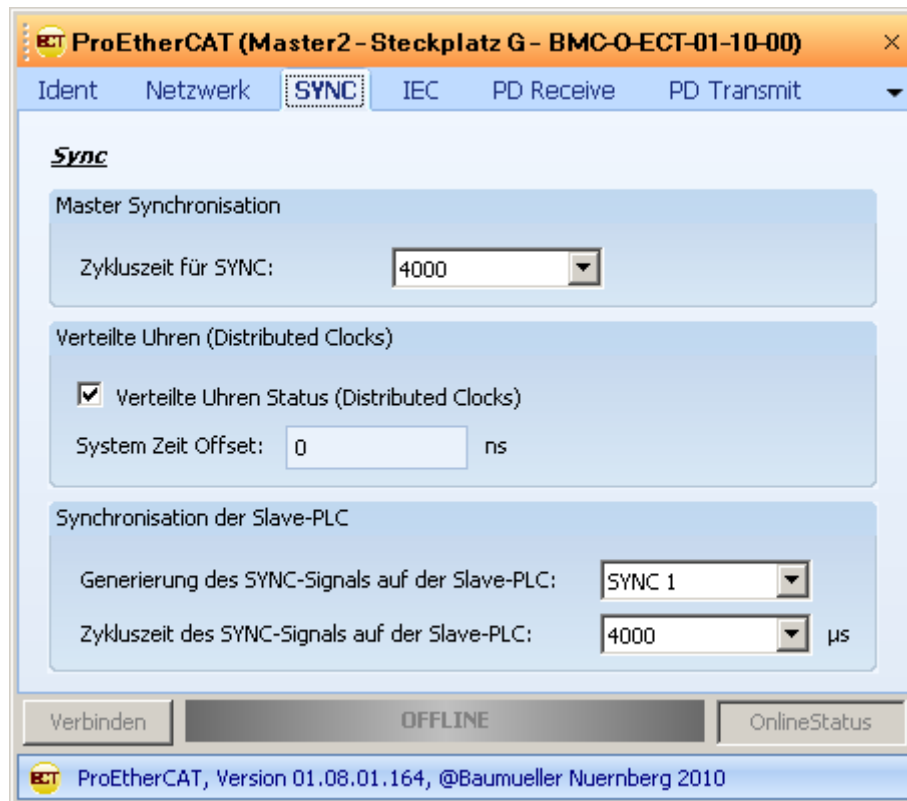 ECT ProEtherCAT (Master2 - Steckplatz G - BMC-O-ECT-01-10-00)
Ident Netzwerk SYNC IEC PD Receive PD Transmit
Sync
Master Synchronisation
Zykluszeit für SYNC: 4000
Verteilte Uhren (Distributed Clocks)
Verteilte Uhren Status (Distributed Clocks)
System Zeit Offset: 0 ns
Synchronisation der Slave-PLC
Generierung des SYNC-Signals auf der Slave-PLC: SYNC 1
Zykluszeit des SYNC-Signals auf der Slave-PLC: 4000 µs
Verbinden OFFLINE OnlineStatus
ECT ProEtherCAT, Version 01.08.01.164, @Baumueller Nuernberg 2010